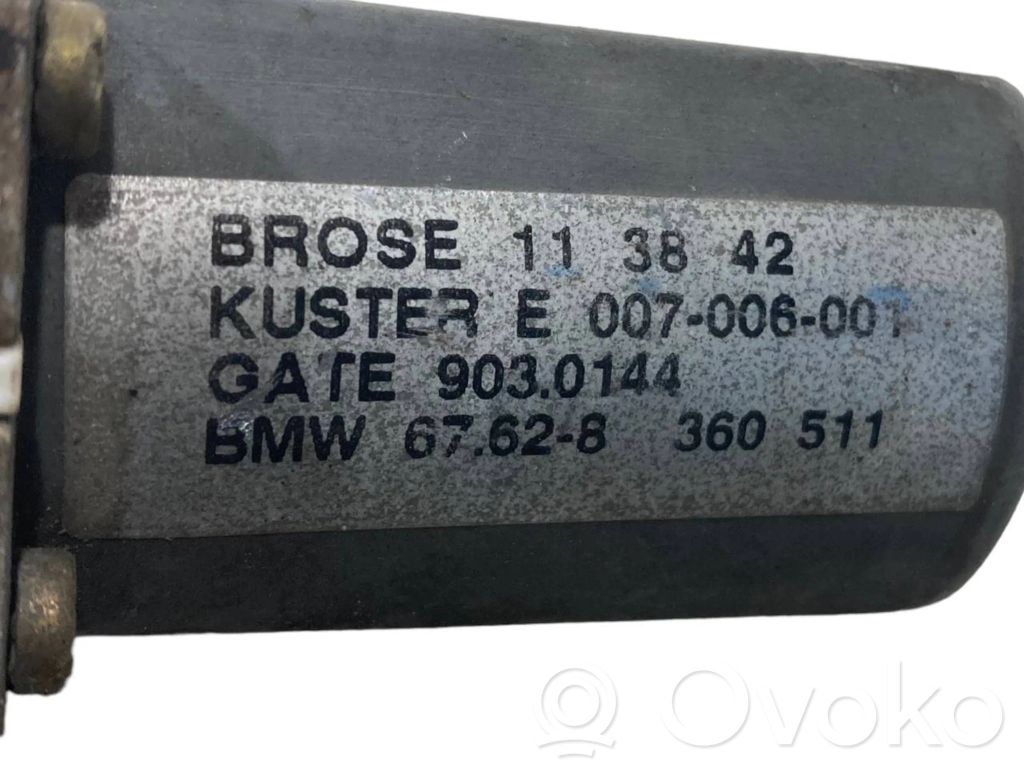 BROSE 11 38 42
KUSTER E 007-006-001
GATE 903.0144
BMW 67.62-8 360 511
OVOKO